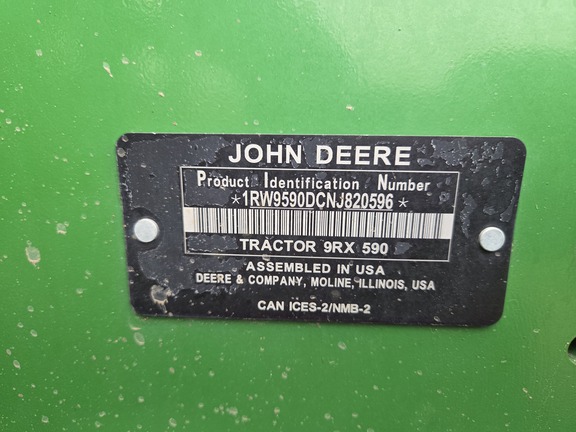 JOHN DEERE
Product Identification Number
*1RW9590DCNJ820596*
TRACTOR 9RX 590
ASSEMBLED IN USA
DEERE & COMPANY, MOLINE, ILLINOIS, USA
CAN ICES-2/NMB-2